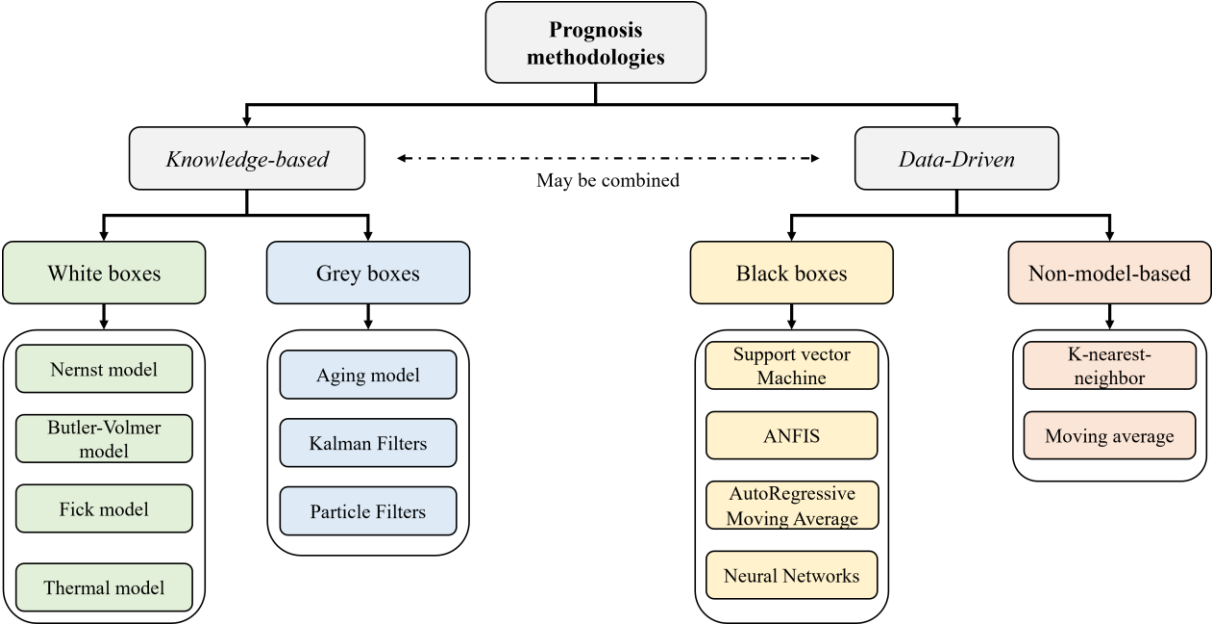 Prognosis
methodologies
Knowledge-based
Data-Driven
May be combined
White boxes
Grey boxes
Black boxes
Non-model-based
Nernst model
Butler-Volmer
model
Fick model
Thermal model
Aging model
Kalman Filters
Particle Filters
Support vector
Machine
ANFIS
AutoRegressive
Moving Average
Neural Networks
K-nearest-
neighbor
Moving average